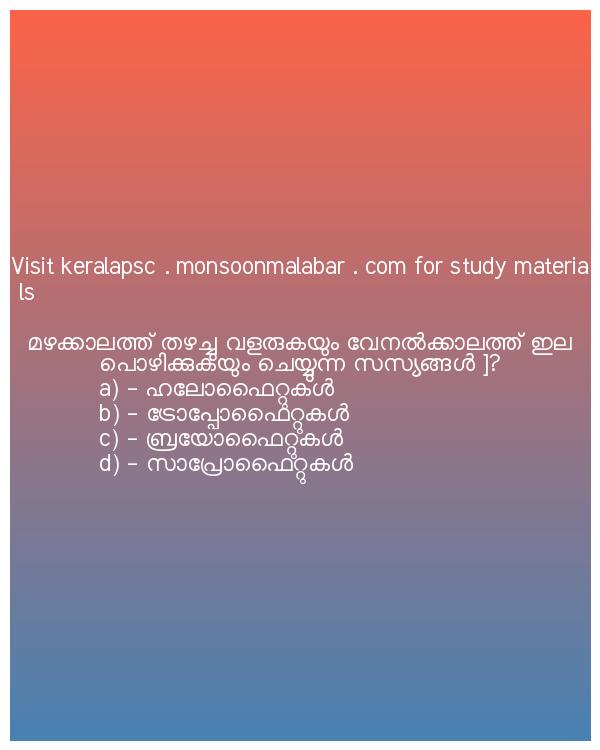 Visit keralapsc . monsoonmalabar . com for study materia
ls
മഴക്കാലത്ത് തഴച്ചു വളരുകയും വേനൽക്കാലത്ത് ഇല
പൊഴിക്കുകയും ചെയ്യുന്ന സസ്യങ്ങൾ ]?
a) - ഹലോഫൈറ്റുകൾ
b) - ട്രോപ്പോഫൈറ്റുകൾ
c) - ബ്രയോഫൈറ്റുകൾ
d) - സാപ്രോഫൈറ്റുകൾ